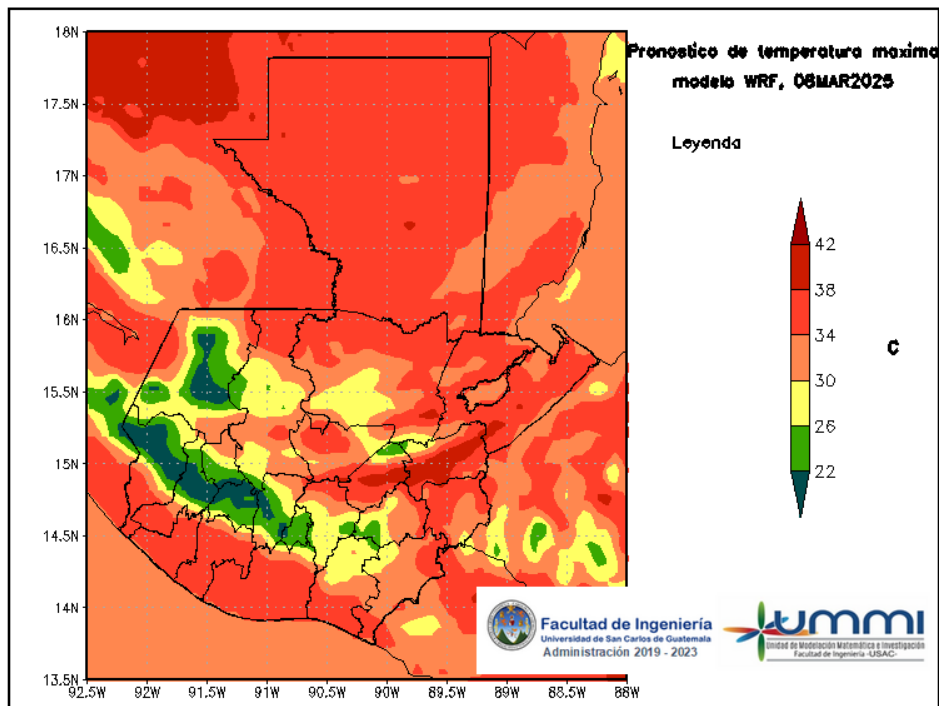 Pronostico de temperatura maxima
modelo WRF, 08MAR2025
Leyenda
18N
17.5N
17N
16.5N
16N
15.5N
15N
14.5N
14N
13.5N
92.5W
92W
91.5W
91W
90.5W
90W
89.5W
89W
88.5W
88W
42
38
34
30
26
22
C
Facultad de Ingeniería
Universidad de San Carlos de Guatemala
Administración 2019 - 2023
UMMI
Unidad de Modelación Matemática e Investigación
Facultad de Ingeniería -USAC-